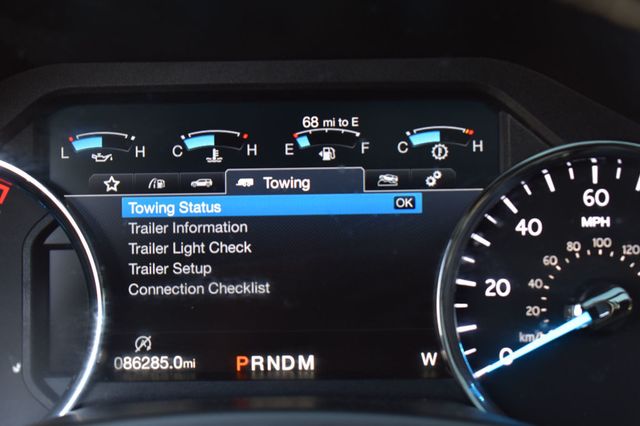 68 mi to E
L H C H E F C H
Towing
Towing Status OK
Trailer Information
Trailer Light Check
Trailer Setup
Connection Checklist
086285.0mi PRNDM W
60
MPH
40
20
0
120
100
80
60
40
20
km/h